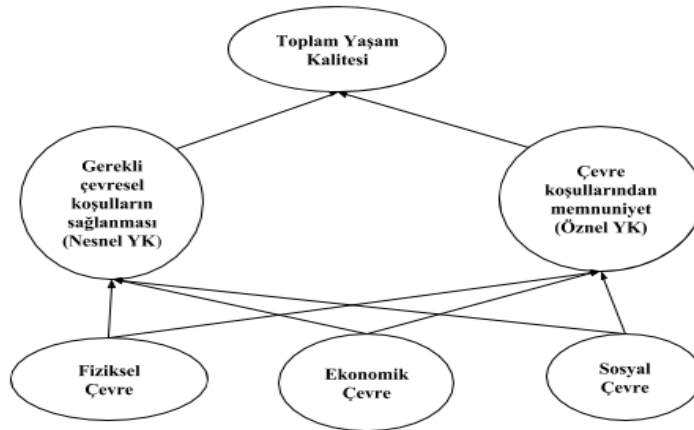 Toplam Yaşam
Kalitesi
Gerekli
çevresel
koşulların
sağlanması
(Nesnel YK)
Çevre
koşullarından
memnuniyet
(Öznel YK)
Fiziksel
Çevre
Ekonomik
Çevre
Sosyal
Çevre